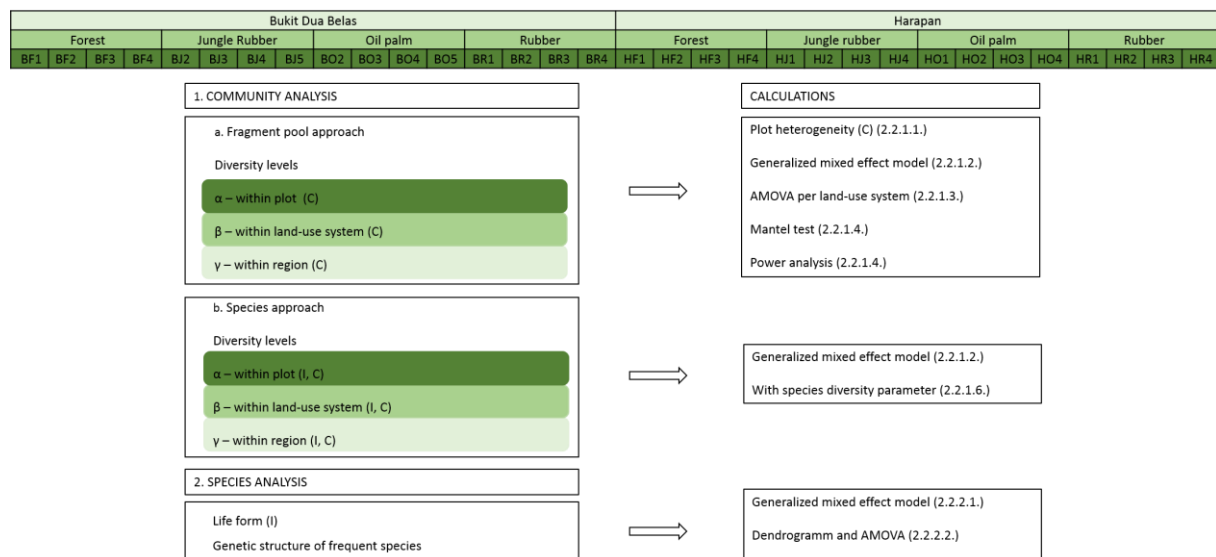 Bukit Dua Belas Harapan
Forest Jungle Rubber Oil palm Rubber Forest Jungle rubber Oil palm Rubber
BF1 BF2 BF3 BF4 BJ2 BJ3 BJ4 BJ5 BO2 BO3 BO4 BO5 BR1 BR2 BR3 BR4 HF1 HF2 HF3 HF4 HJ1 HJ2 HJ3 HJ4 HO1 HO2 HO3 HO4 HR1 HR2 HR3 HR4
1. COMMUNITY ANALYSIS
a. Fragment pool approach
Diversity levels
α – within plot (C)
β – within land-use system (C)
γ – within region (C)
CALCULATIONS
Plot heterogeneity (C) (2.2.1.1.)
Generalized mixed effect model (2.2.1.2.)
AMOVA per land-use system (2.2.1.3.)
Mantel test (2.2.1.4.)
Power analysis (2.2.1.4.)
b. Species approach
Diversity levels
α – within plot (I, C)
β – within land-use system (I, C)
γ – within region (I, C)
Generalized mixed effect model (2.2.1.2.)
With species diversity parameter (2.2.1.6.)
2. SPECIES ANALYSIS
Life form (I)
Genetic structure of frequent species
Generalized mixed effect model (2.2.2.1.)
Dendrogramm and AMOVA (2.2.2.2.)